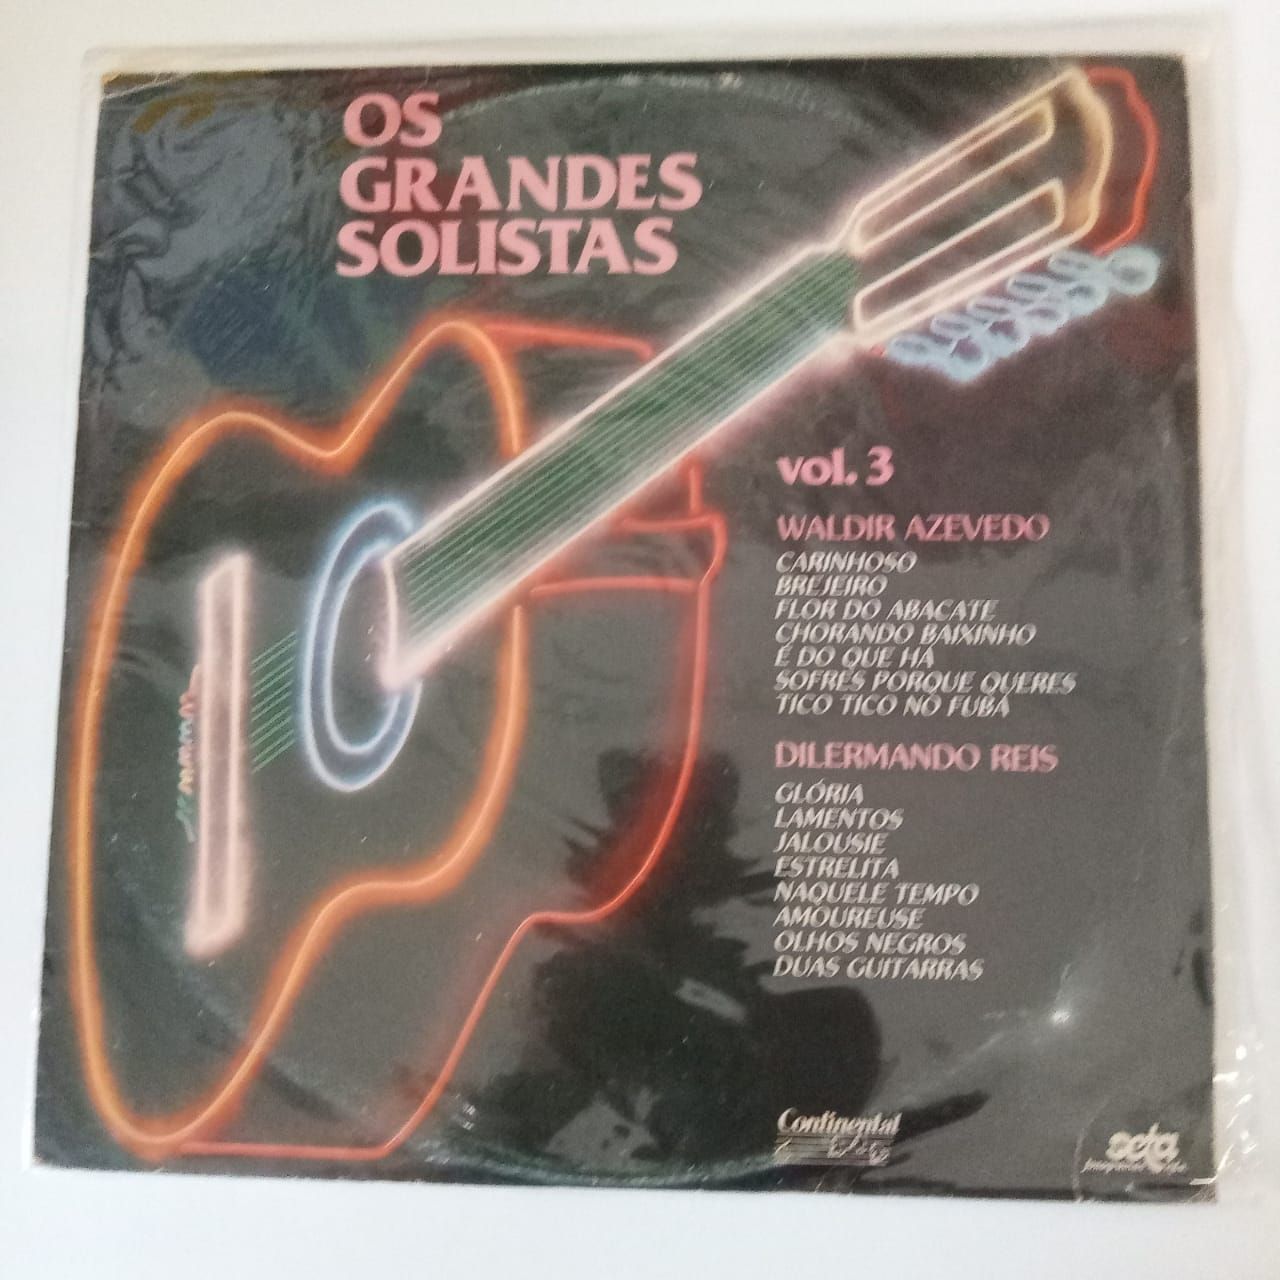 OS
GRANDES
SOLISTAS
vol. 3
WALDIR AZEVEDO
CARINHOSO
BREJEIRO
FLOR DO ABACATE
CHORANDO BAIXINHO
É DO QUE HÁ
SOFRES PORQUE QUERES
TICO TICO NO FUBÁ
DILERMANDO REIS
GLÓRIA
LAMENTOS
JALOUSIE
ESTRELITA
NAQUELE TEMPO
AMOUREUSE
OLHOS NEGROS
DUAS GUITARRAS
Continental
seta